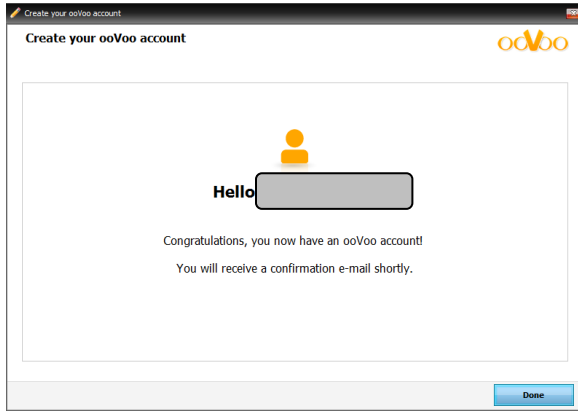 Create your ooVoo account
Create your ooVoo account
ooVoo
Hello
Congratulations, you now have an ooVoo account!
You will receive a confirmation e-mail shortly.
Done